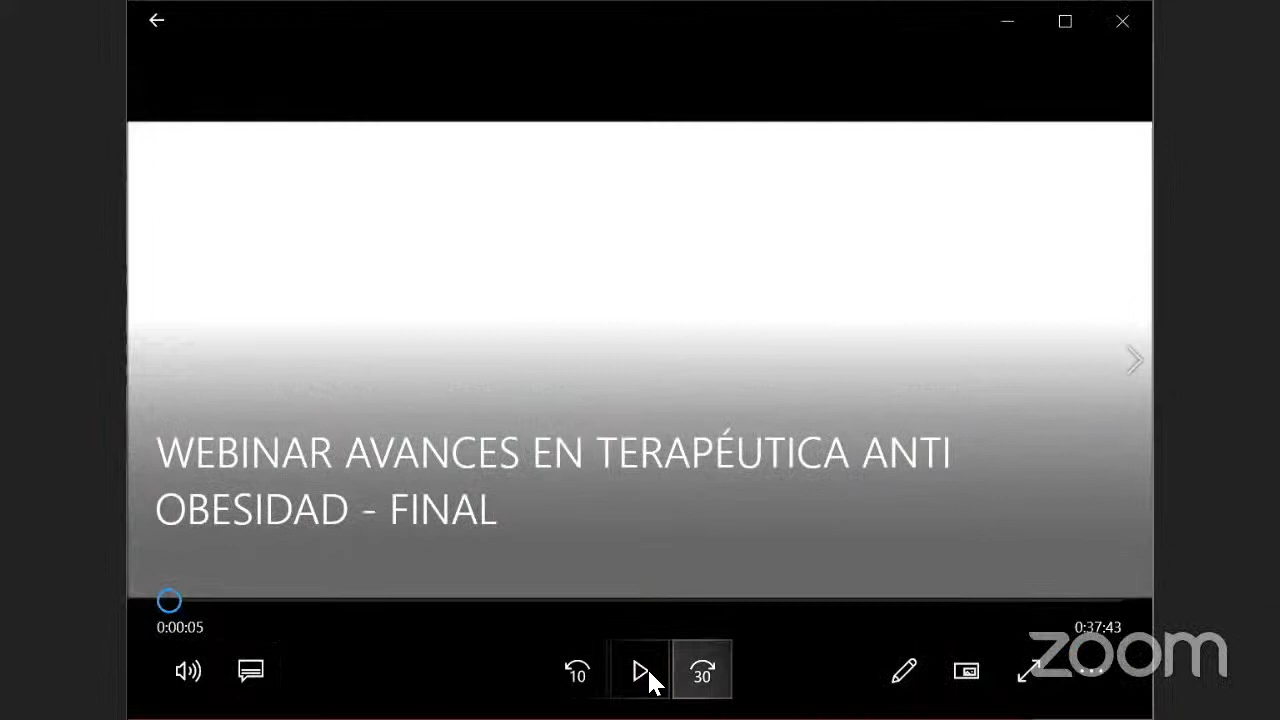 WEBINAR AVANCES EN TERAPÉUTICA ANTI
OBESIDAD - FINAL
0:00:05
0:37:43
10
30
zoom